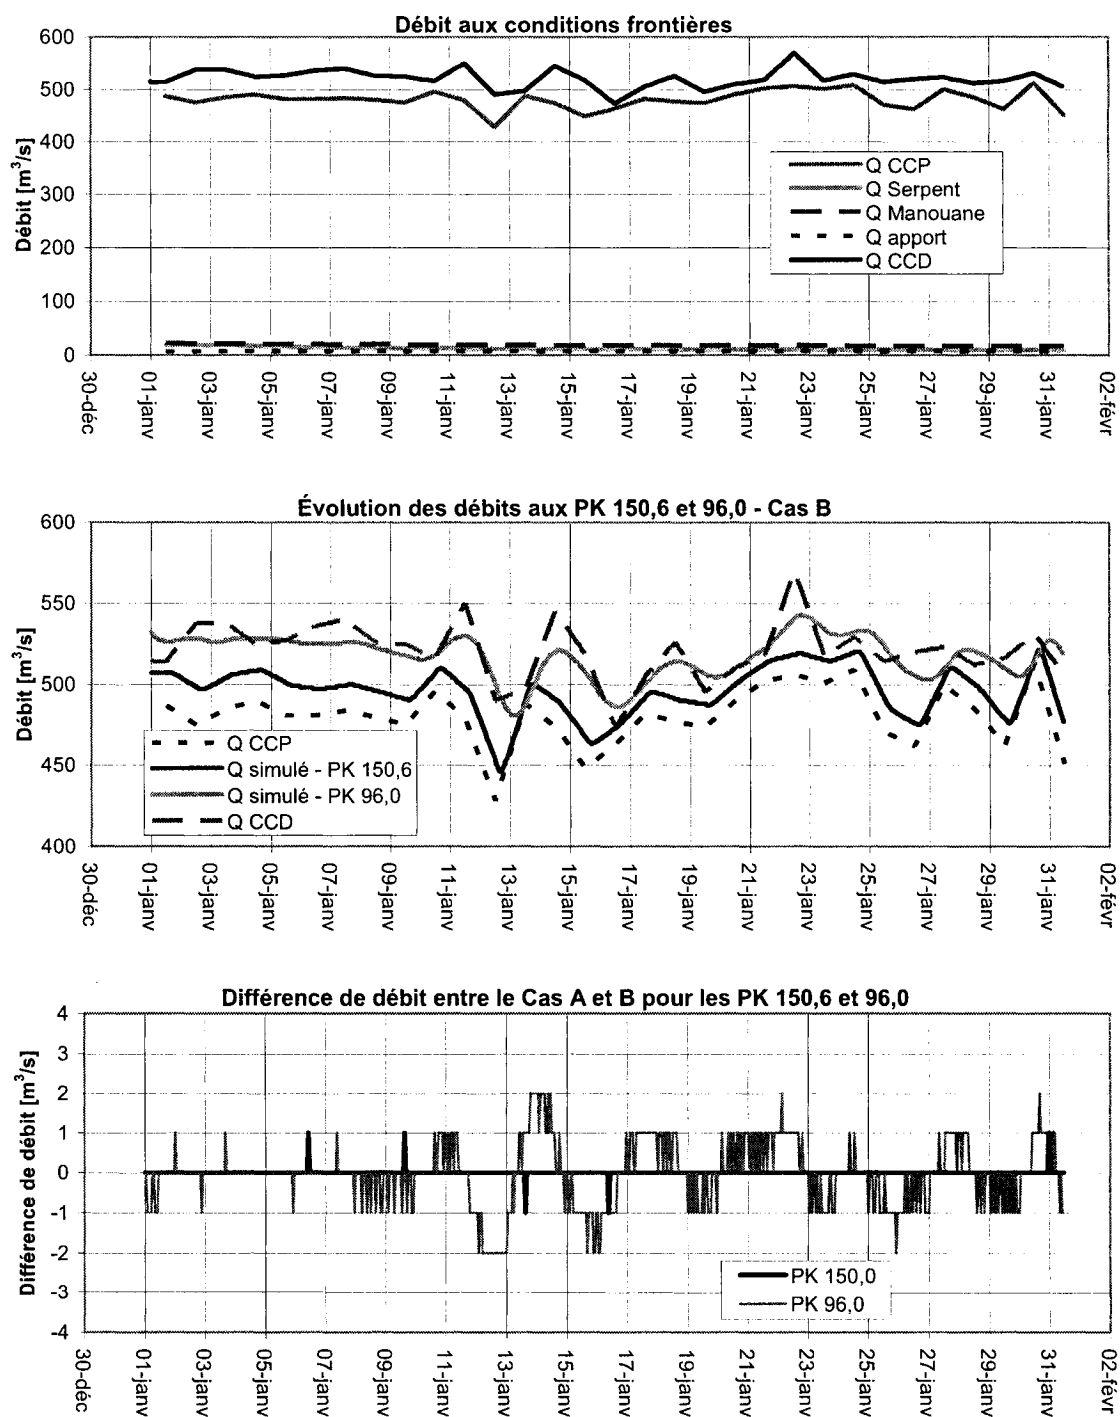 Débit aux conditions frontières
Débit [m³/s]
600
500
400
300
200
100
0
Q CCP
Q Serpent
Q Manouane
Q apport
Q CCD
30-déc
01-janv
03-janv
05-janv
07-janv
09-janv
11-janv
13-janv
15-janv
17-janv
19-janv
21-janv
23-janv
25-janv
27-janv
29-janv
31-janv
02-févr
Évolution des débits aux PK 150,6 et 96,0 - Cas B
Débit [m³/s]
600
550
500
450
400
Q CCP
Q simulé - PK 150,6
Q simulé - PK 96,0
Q CCD
30-déc
01-janv
03-janv
05-janv
07-janv
09-janv
11-janv
13-janv
15-janv
17-janv
19-janv
21-janv
23-janv
25-janv
27-janv
29-janv
31-janv
02-févr
Différence de débit entre le Cas A et B pour les PK 150,6 et 96,0
Différence de débit [m³/s]
4
3
2
1
0
-1
-2
-3
-4
PK 150,0
PK 96,0
30-déc
01-janv
03-janv
05-janv
07-janv
09-janv
11-janv
13-janv
15-janv
17-janv
19-janv
21-janv
23-janv
25-janv
27-janv
29-janv
31-janv
02-févr